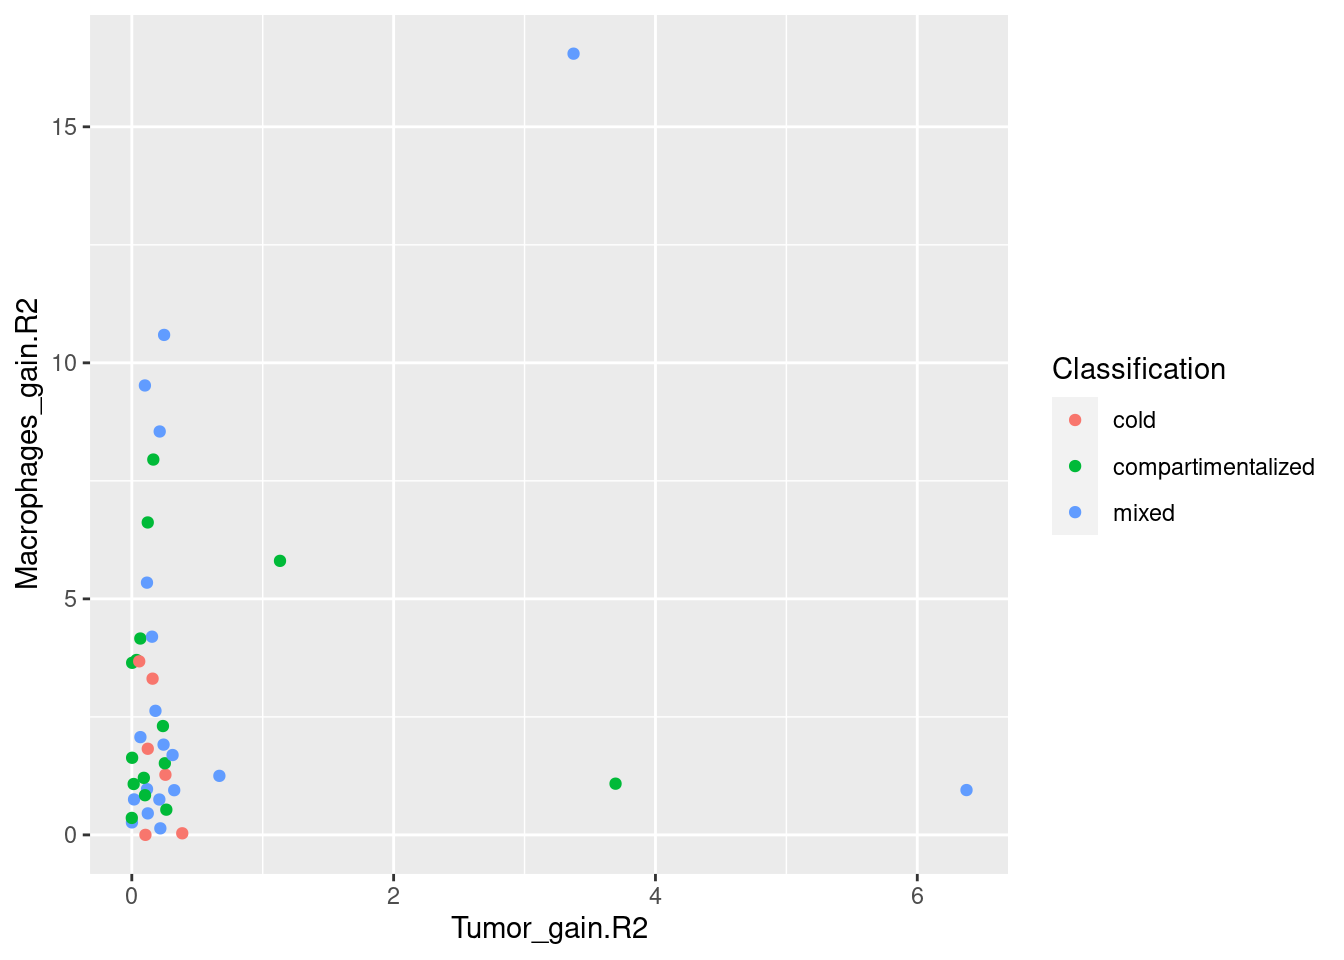 15
10
5
0
0
2
4
6
Macrophages_gain.R2
Tumor_gain.R2
Classification
cold
compartimentalized
mixed